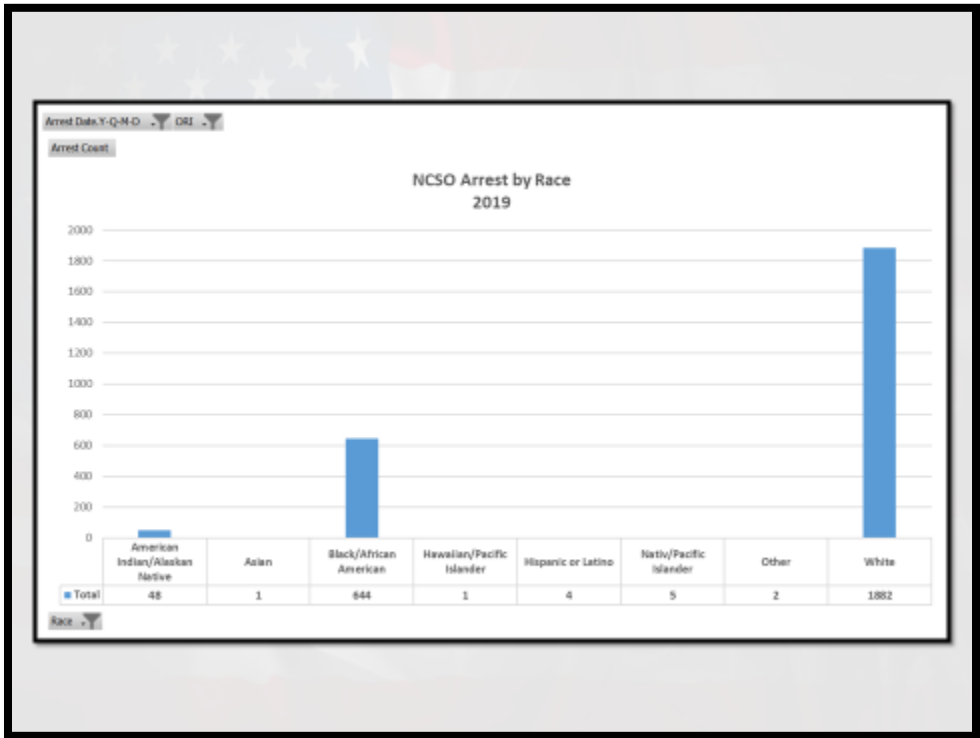 Arrest Date.Y-Q-M-D ORI
Arrest Count
NCSO Arrest by Race
2019
2000
1800
1600
1400
1200
1000
800
600
400
200
0
American Indian/Alaskan Native
Asian
Black/African American
Hawaiian/Pacific Islander
Hispanic or Latino
Nativ/Pacific Islander
Other
White
Total 48 1 644 1 4 5 2 1882
Race